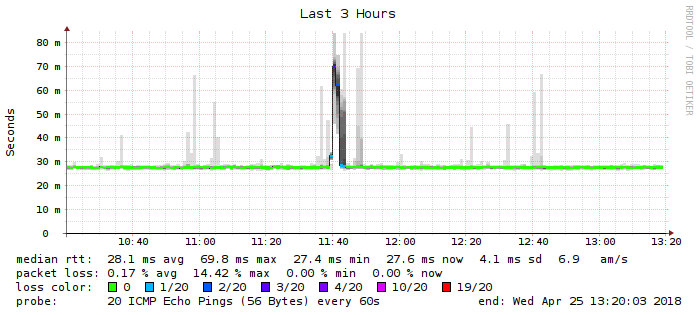 Last 3 Hours
RRDTOOL / TOBI OETIKER
Seconds
80 m
70 m
60 m
50 m
40 m
30 m
20 m
10 m
0
10:40 11:00 11:20 11:40 12:00 12:20 12:40 13:00 13:20
median rtt: 28.1 ms avg 69.8 ms max 27.4 ms min 27.6 ms now 4.1 ms sd 6.9 am/s
packet loss: 0.17 % avg 14.42 % max 0.00 % min 0.00 % now
loss color: 0 1/20 2/20 3/20 4/20 10/20 19/20
probe: 20 ICMP Echo Pings (56 Bytes) every 60s end: Wed Apr 25 13:20:03 2018